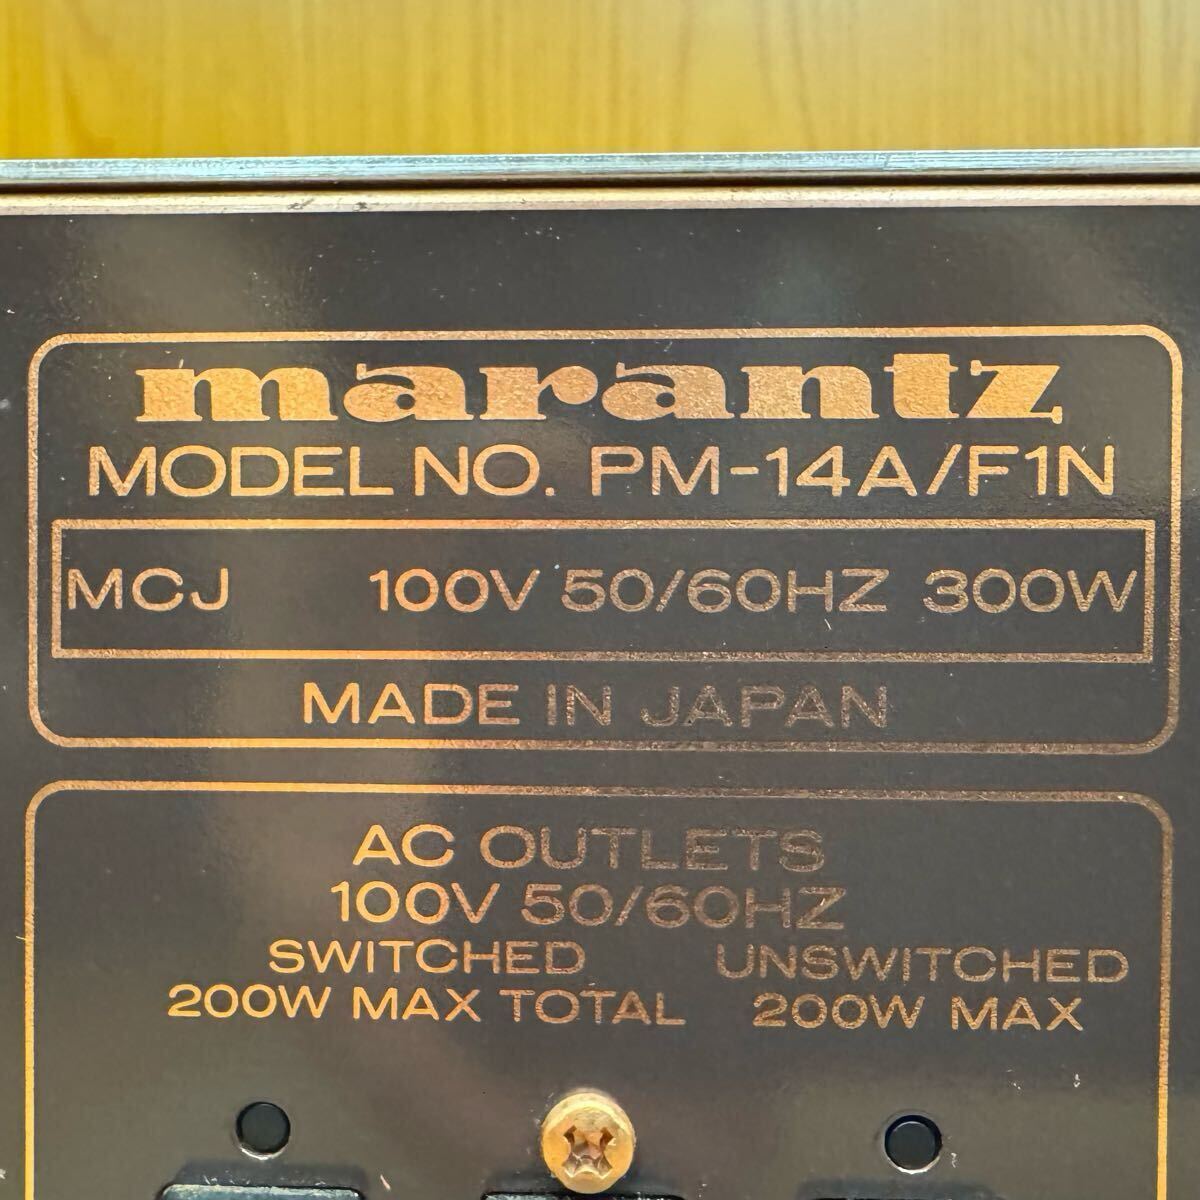 marantz
MODEL NO. PM-14A/F1N
MCJ 100V 50/60HZ 300W
MADE IN JAPAN
AC OUTLETS
100V 50/60HZ
SWITCHED UNSWITCHED
200W MAX TOTAL 200W MAX